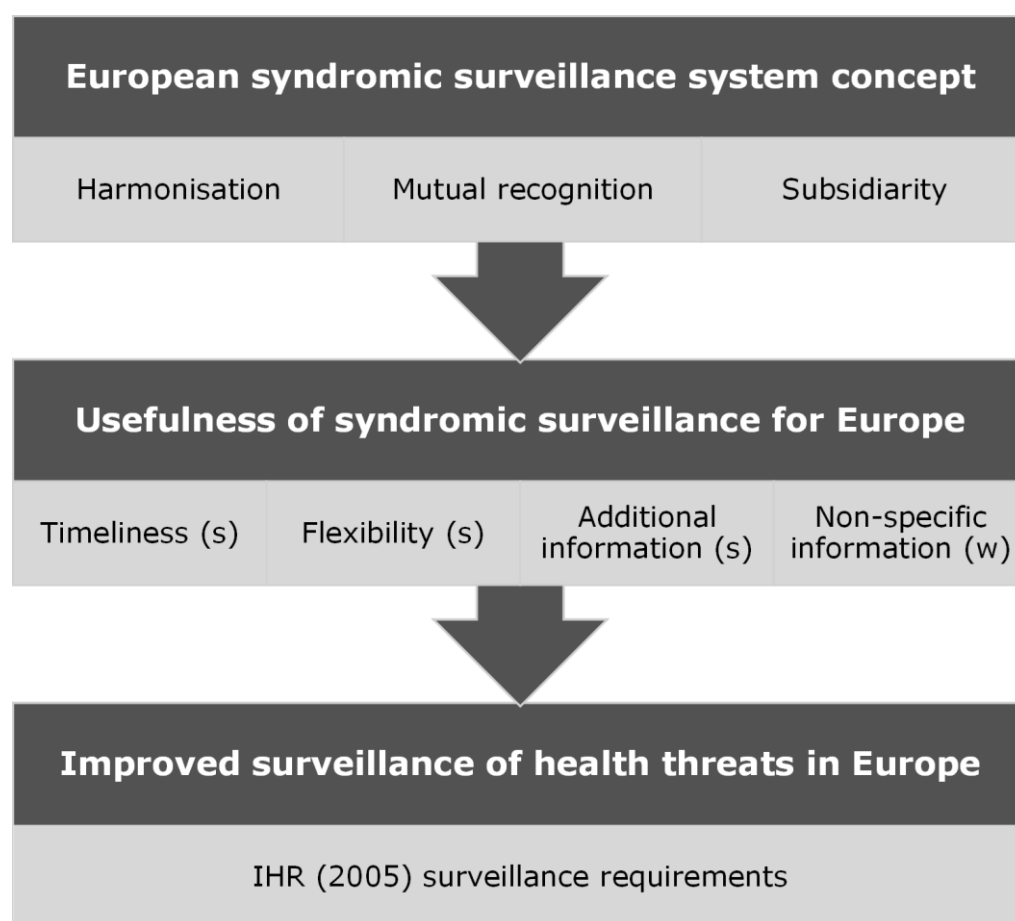 European syndromic surveillance system concept
Harmonisation
Mutual recognition
Subsidiarity
Usefulness of syndromic surveillance for Europe
Timeliness (s)
Flexibility (s)
Additional
information (s)
Non-specific
information (w)
Improved surveillance of health threats in Europe
IHR (2005) surveillance requirements